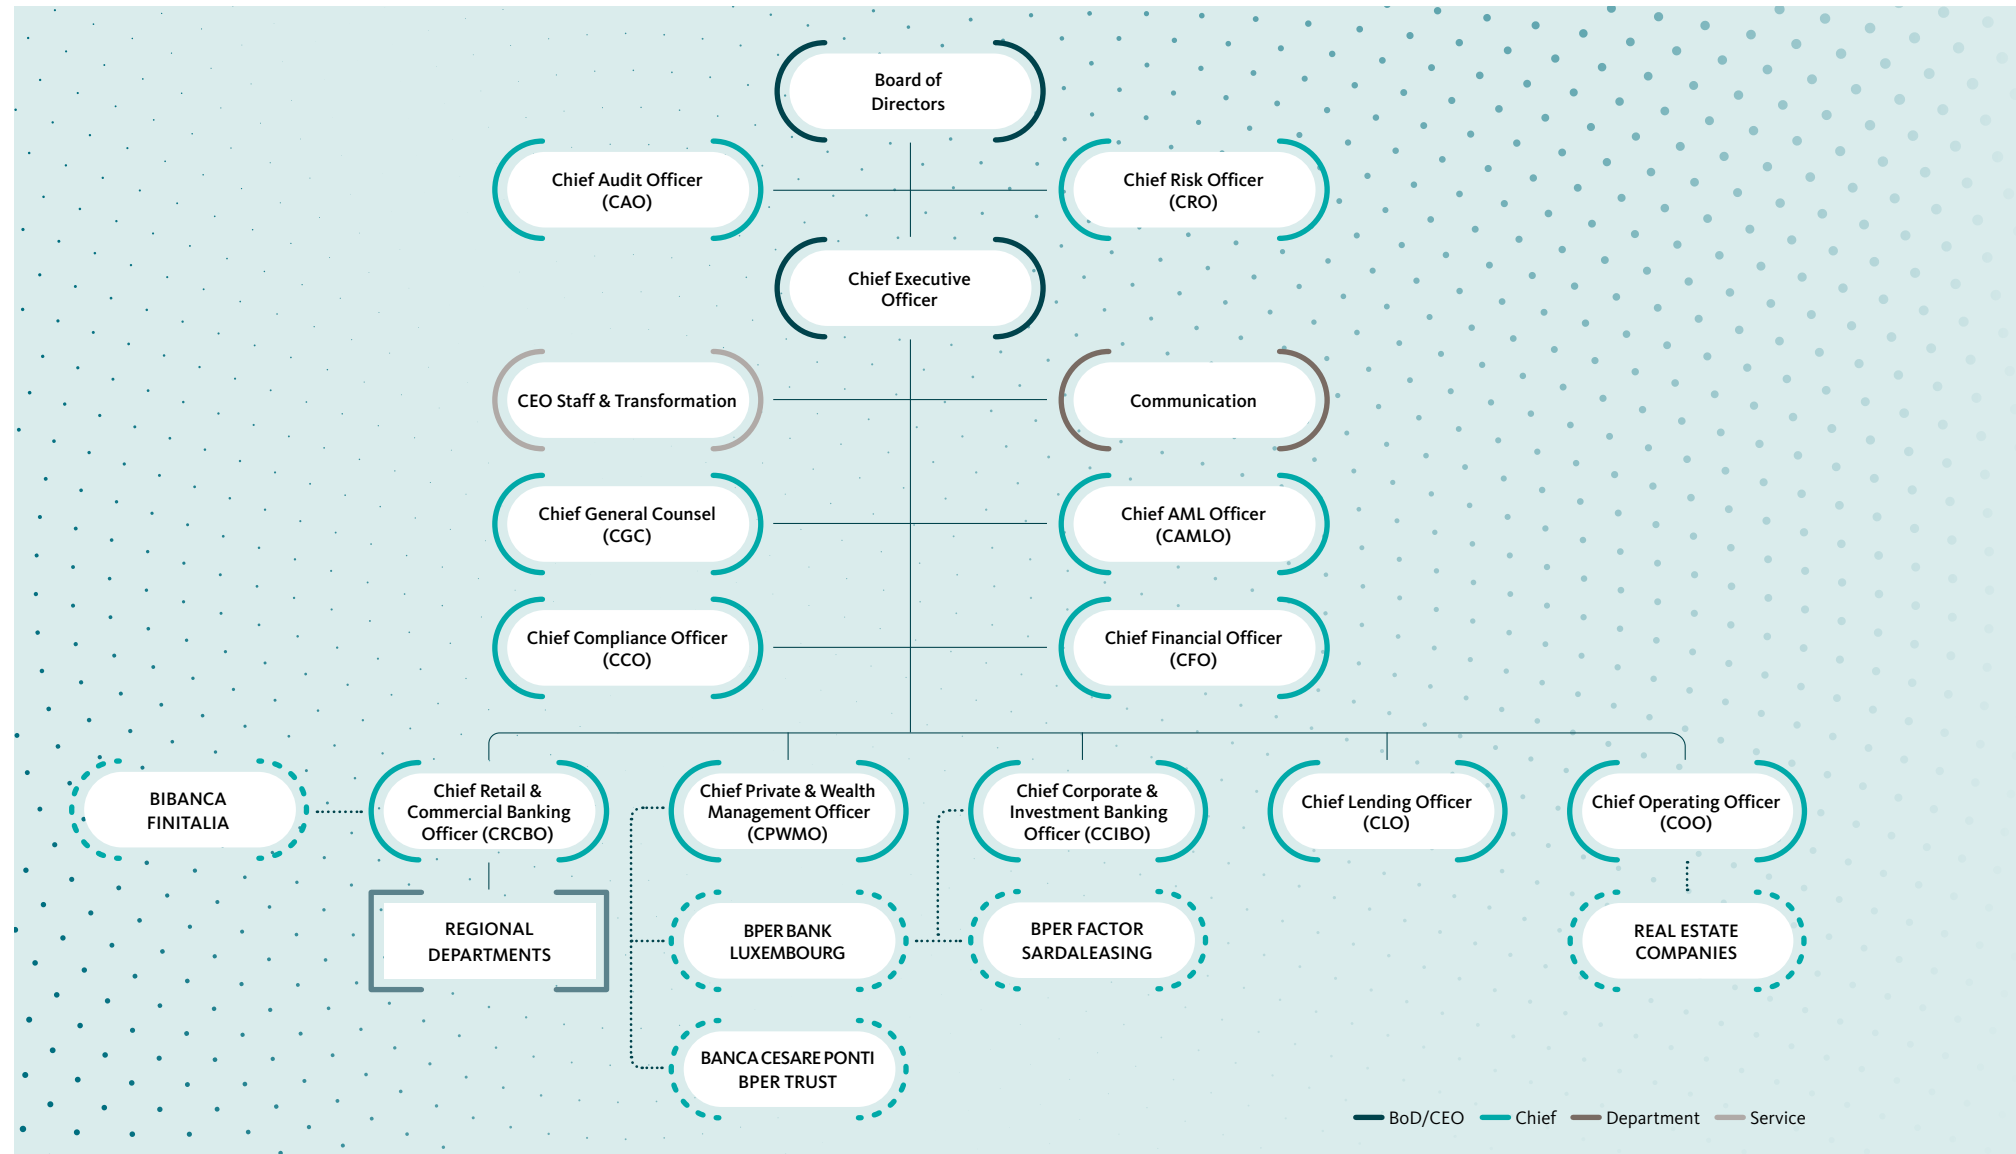 Board of
Directors
Chief Audit Officer
(CAO)
Chief Risk Officer
(CRO)
Chief Executive
Officer
CEO Staff & Transformation
Communication
Chief General Counsel
(CGC)
Chief AML Officer
(CAMLO)
Chief Compliance Officer
(CCO)
Chief Financial Officer
(CFO)
BIBANCA
FINITALIA
Chief Retail &
Commercial Banking
Officer (CRCBO)
Chief Private & Wealth
Management Officer
(CPWMO)
Chief Corporate &
Investment Banking
Officer (CCIBO)
Chief Lending Officer
(CLO)
Chief Operating Officer
(COO)
REGIONAL
DEPARTMENTS
BPER BANK
LUXEMBOURG
BPER FACTOR
SARDALEASING
REAL ESTATE
COMPANIES
BANCA CESARE PONTI
BPER TRUST
BoD/CEO
Chief
Department
Service